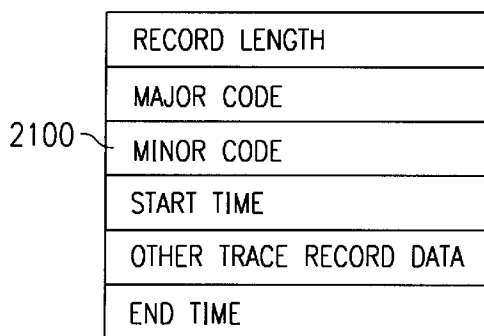 RECORD LENGTH
MAJOR CODE
2100
MINOR CODE
START TIME
OTHER TRACE RECORD DATA
END TIME